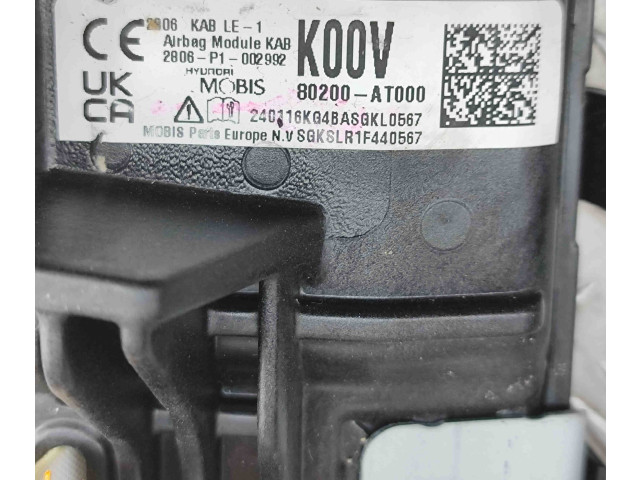 CE 2806 KAB LE-1
Airbag Module KAB
2806-P1-002992
K00V
UK
CA
HYUNDAI
MOBIS
80200-AT000
240116KG4BASGKL0567
MOBIS Parts Europe N.V SGKSLR1F440567